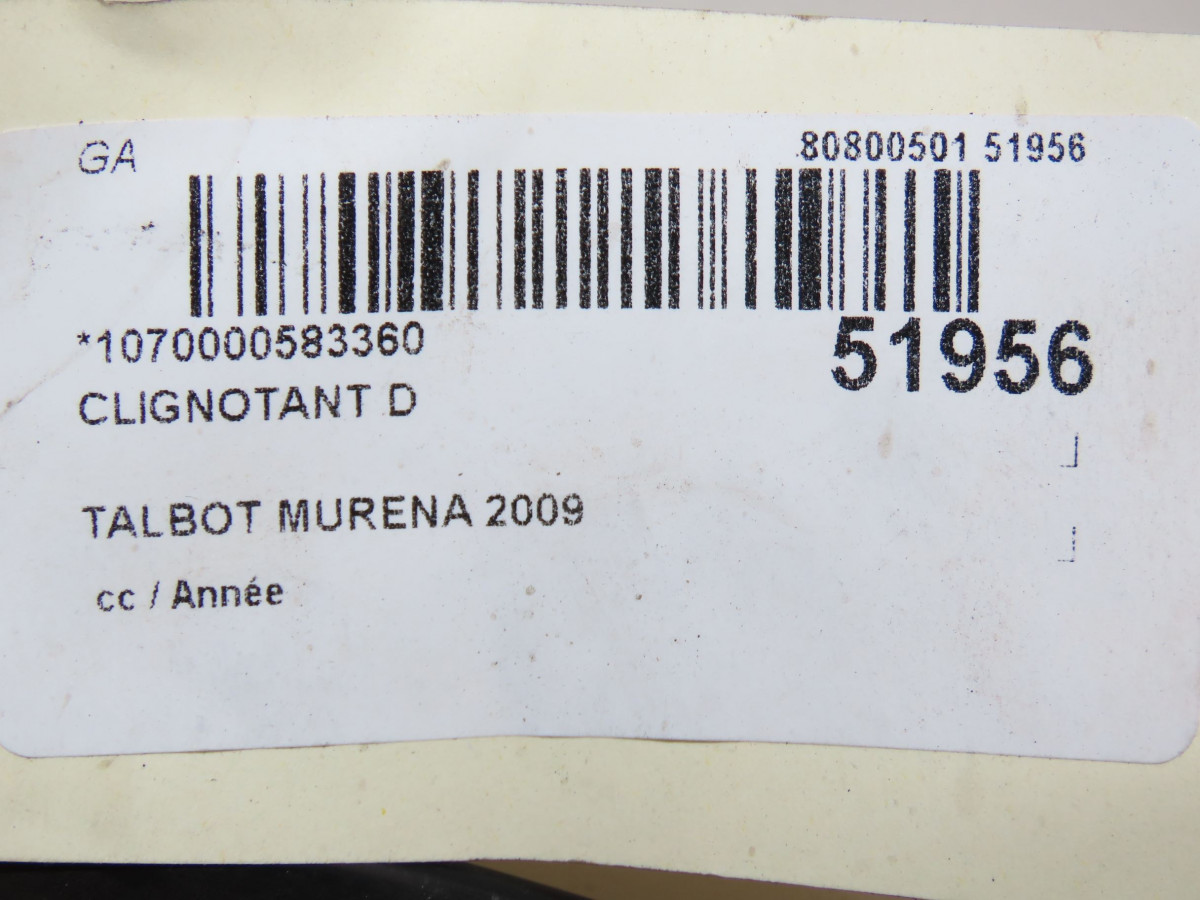 GA
80800501 51956
*1070000583360
51956
CLIGNOTANT D
TALBOT MURENA 2009
cc / Année